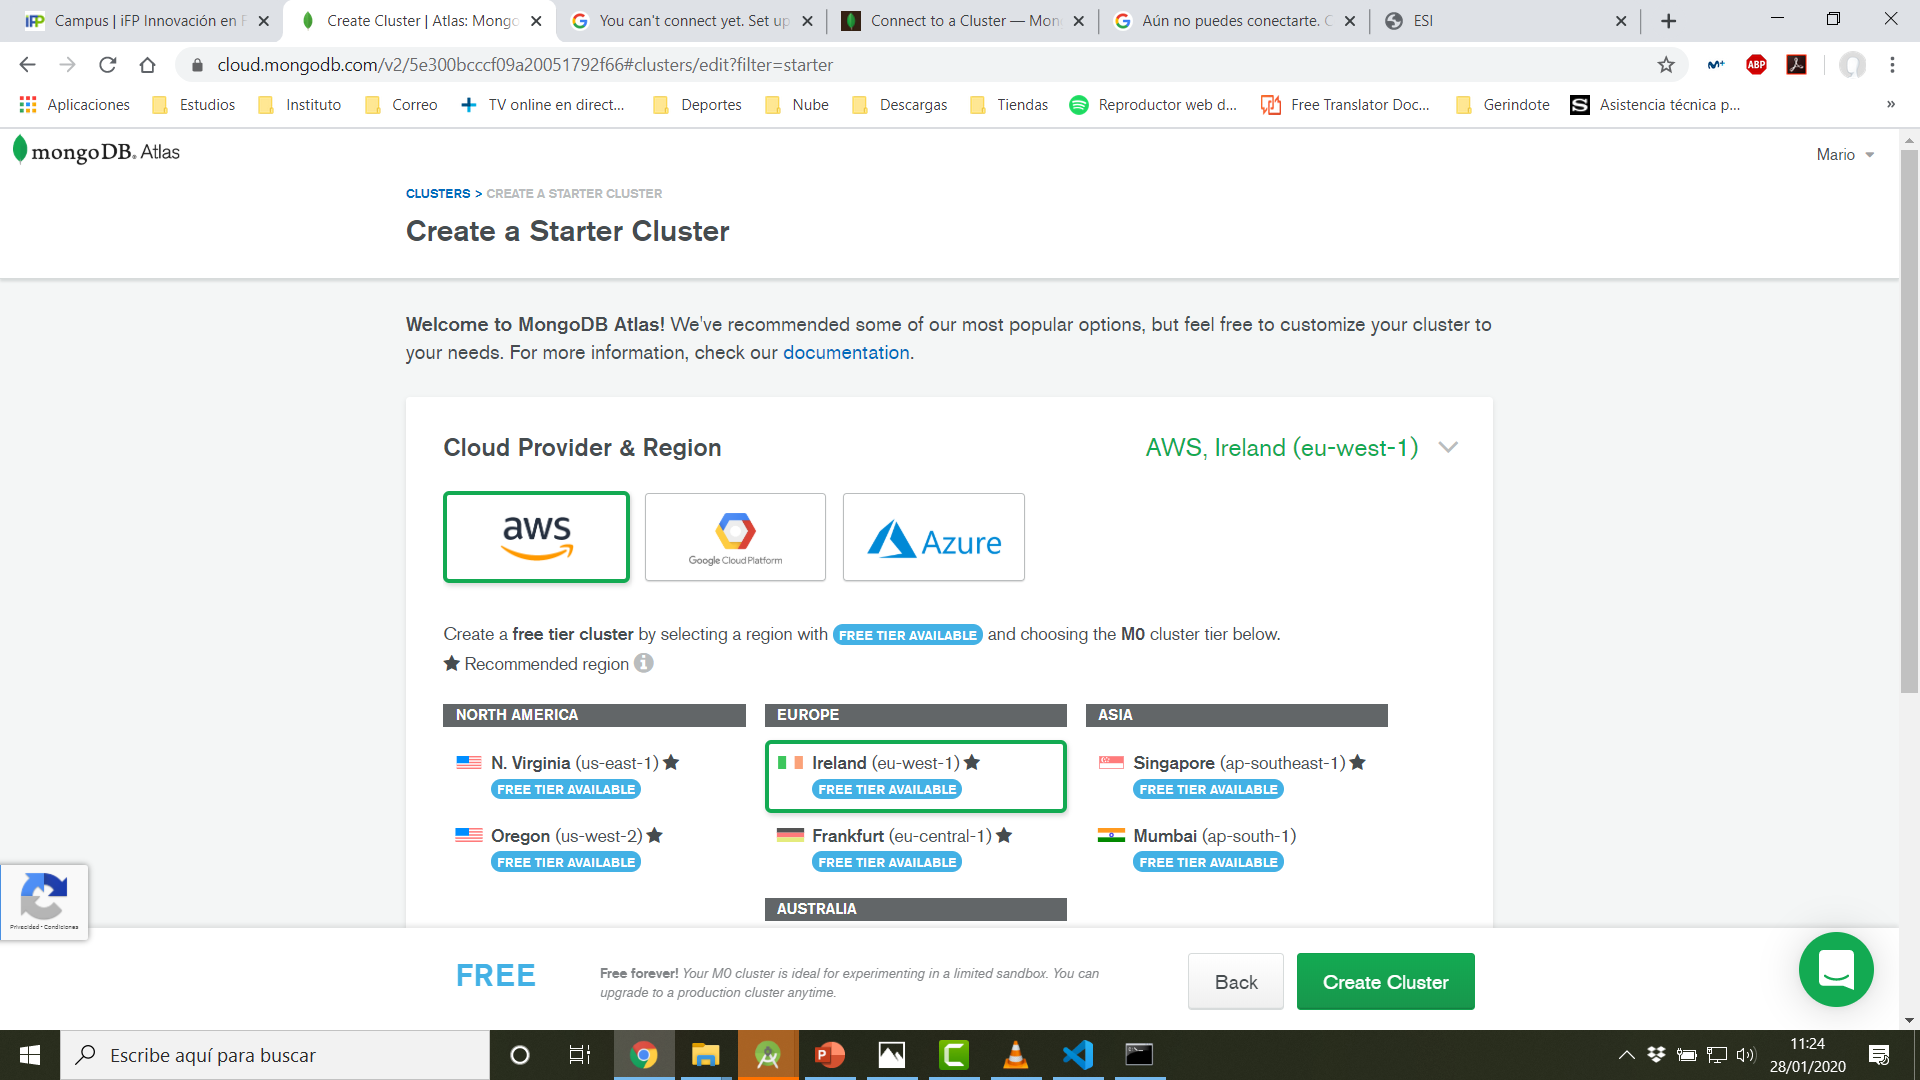 Campus | iFP Innovación en F
Create Cluster | Atlas: Mongo
You can't connect yet. Set up
Connect to a Cluster — Mon
Aún no puedes conectarte. C
ESI
cloud.mongodb.com/v2/5e300bcccf09a20051792f66#clusters/edit?filter=starter
ABP
Aplicaciones
Estudios
Instituto
Correo
TV online en direct...
Deportes
Nube
Descargas
Tiendas
Reproductor web d...
Free Translator Doc...
Gerindote
Asistencia técnica p...
»
mongoDB. Atlas
Mario
CLUSTERS > CREATE A STARTER CLUSTER
Create a Starter Cluster
Welcome to MongoDB Atlas! We've recommended some of our most popular options, but feel free to customize your cluster to
your needs. For more information, check our documentation.
Cloud Provider & Region
AWS, Ireland (eu-west-1)
aws
Google Cloud Platform
Azure
Create a free tier cluster by selecting a region with FREE TIER AVAILABLE and choosing the M0 cluster tier below.
★ Recommended region
NORTH AMERICA
N. Virginia (us-east-1) ★
FREE TIER AVAILABLE
Oregon (us-west-2) ★
FREE TIER AVAILABLE
EUROPE
Ireland (eu-west-1) ★
FREE TIER AVAILABLE
Frankfurt (eu-central-1) ★
FREE TIER AVAILABLE
AUSTRALIA
ASIA
Singapore (ap-southeast-1) ★
FREE TIER AVAILABLE
Mumbai (ap-south-1)
FREE TIER AVAILABLE
Privacidad - Condiciones
FREE
Free forever! Your M0 cluster is ideal for experimenting in a limited sandbox. You can
upgrade to a production cluster anytime.
Back
Create Cluster
Escribe aquí para buscar
11:24
28/01/2020